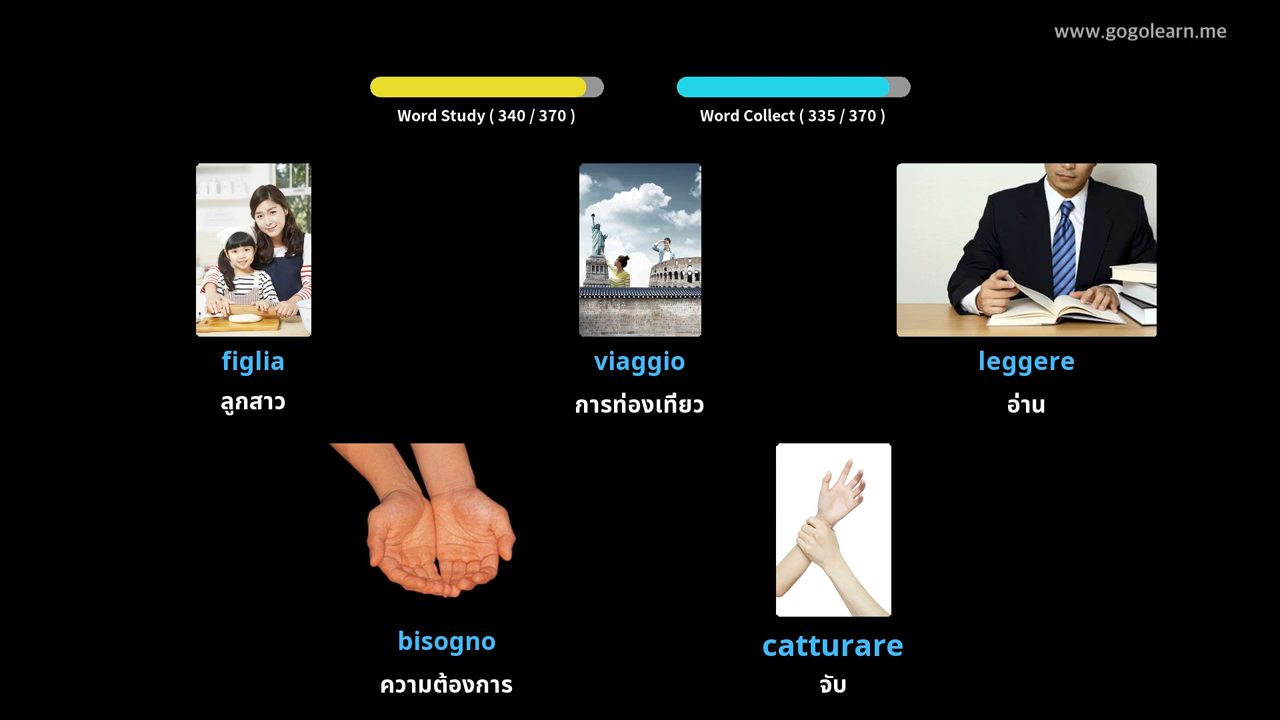 www.gogolearn.me
Word Study ( 340 / 370 )
Word Collect ( 335 / 370 )
figlia
ลูกสาว
viaggio
การท่องเที่ยว
leggere
อ่าน
bisogno
ความต้องการ
catturare
จับ